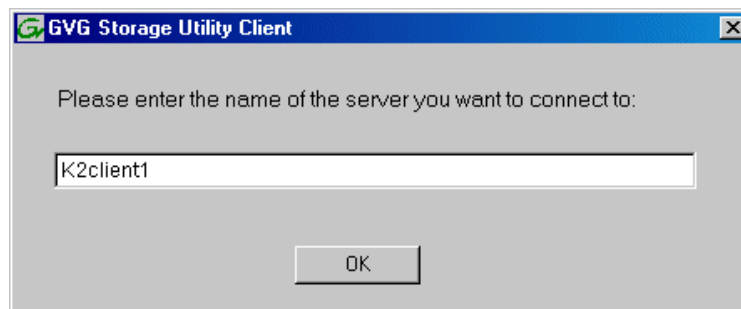 GVG Storage Utility Client
Please enter the name of the server you want to connect to:
K2client1
OK